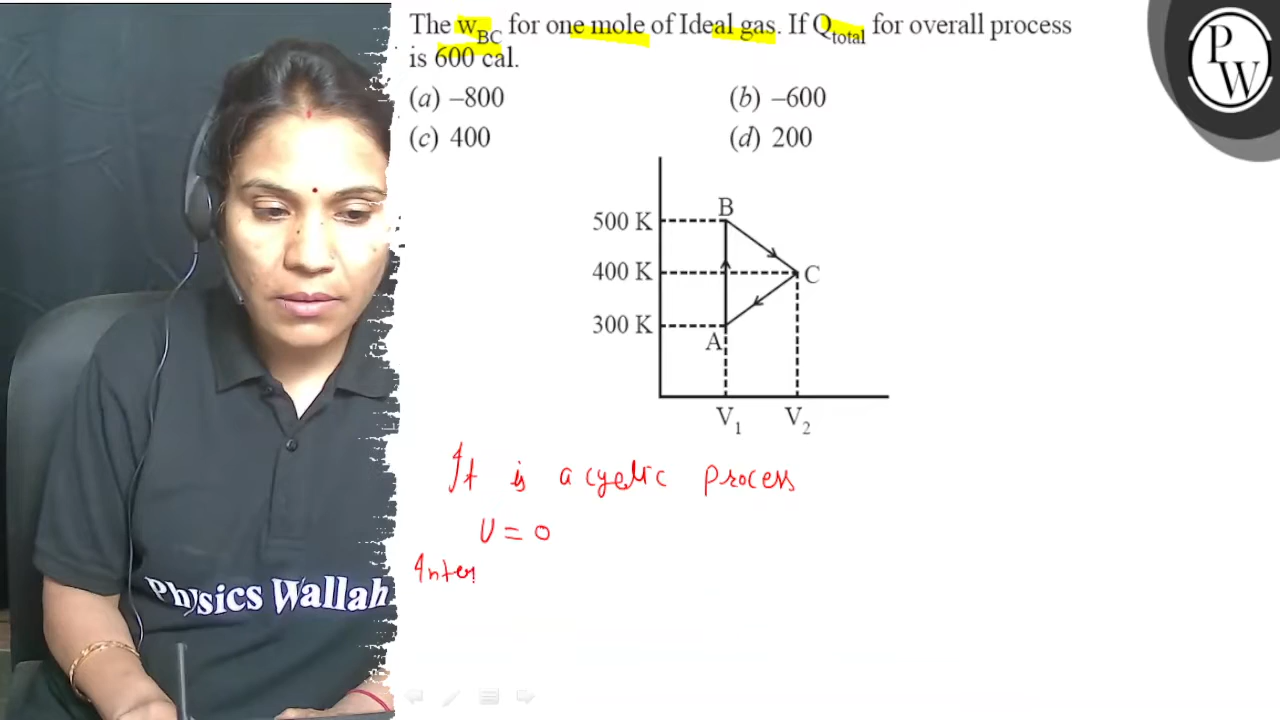 The w_BC for one mole of Ideal gas. If Q_total for overall process
is 600 cal.
(a) –800
(b) –600
(c) 400
(d) 200
PW
500 K
400 K
300 K
B
C
A
V₁
V₂
It is a cyclic process
U = 0
Inter
Physics Wallah